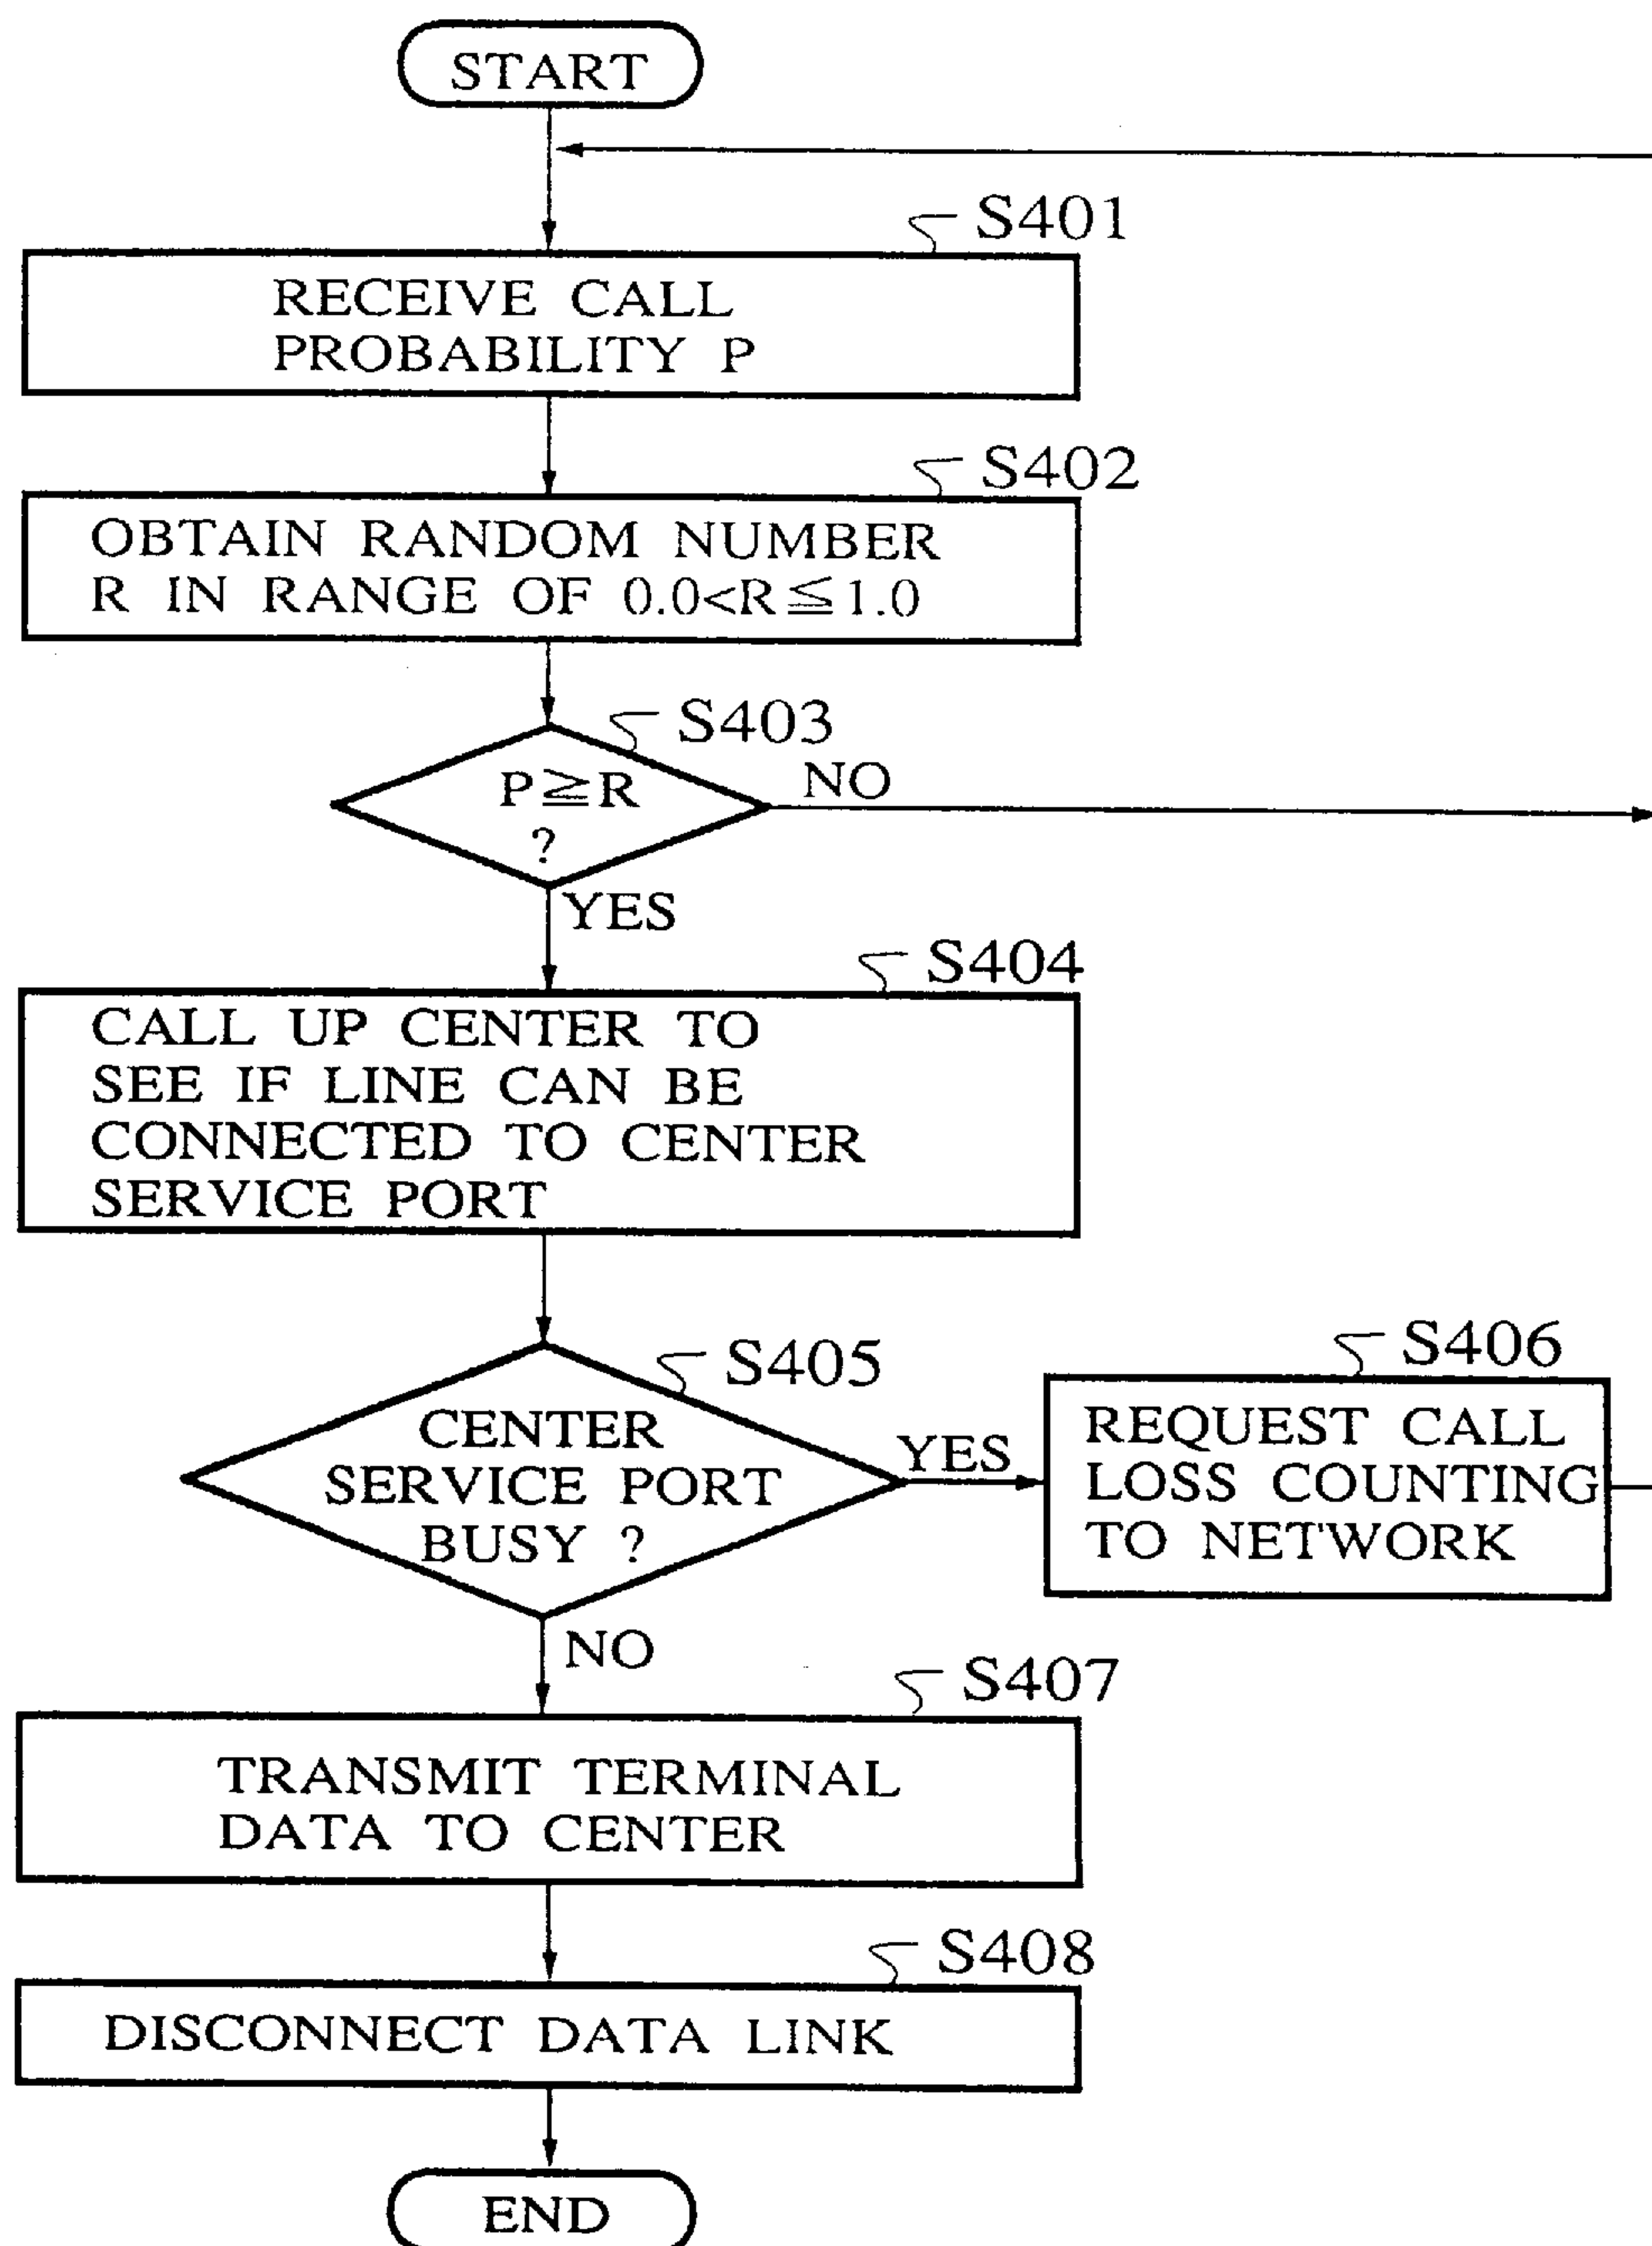 START
S401
RECEIVE CALL
PROBABILITY P
S402
OBTAIN RANDOM NUMBER
R IN RANGE OF 0.0<R≦1.0
S403
P≧R
?
NO
YES
S404
CALL UP CENTER TO
SEE IF LINE CAN BE
CONNECTED TO CENTER
SERVICE PORT
S405
CENTER
SERVICE PORT
BUSY ?
YES
S406
REQUEST CALL
LOSS COUNTING
TO NETWORK
NO
S407
TRANSMIT TERMINAL
DATA TO CENTER
S408
DISCONNECT DATA LINK
END